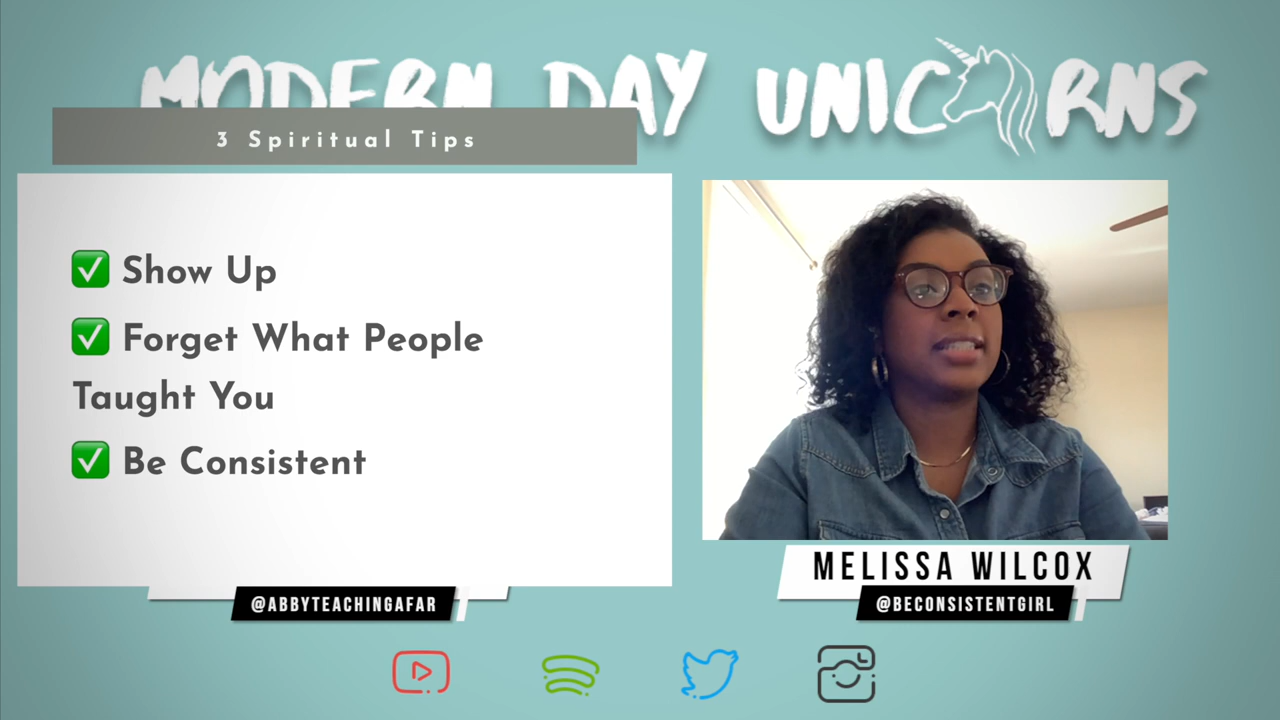 MODERN DAY UNICORNS
3 Spiritual Tips
✅ Show Up
✅ Forget What People
Taught You
✅ Be Consistent
MELISSA WILCOX
@ABBYTEACHINGAFAR
@BECONSISTENTGIRL